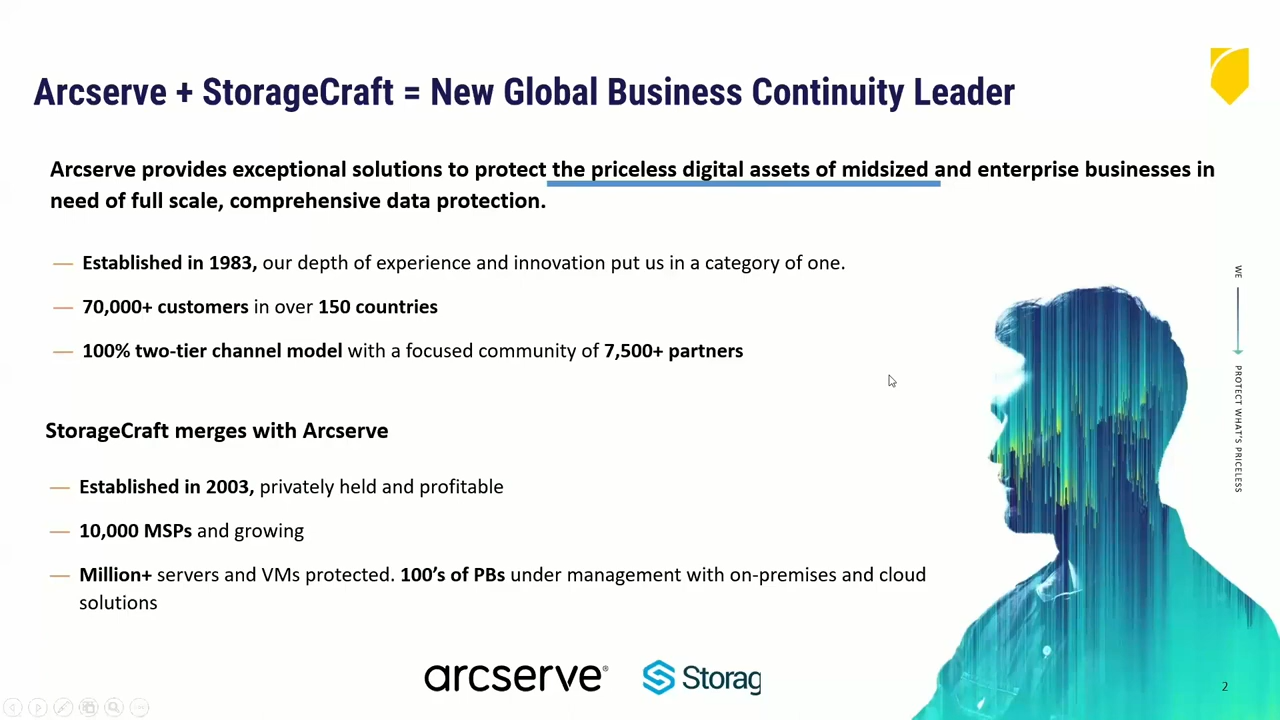 Arcserve + StorageCraft = New Global Business Continuity Leader
Arcserve provides exceptional solutions to protect the priceless digital assets of midsized and enterprise businesses in
need of full scale, comprehensive data protection.
— Established in 1983, our depth of experience and innovation put us in a category of one.
— 70,000+ customers in over 150 countries
— 100% two-tier channel model with a focused community of 7,500+ partners
StorageCraft merges with Arcserve
— Established in 2003, privately held and profitable
— 10,000 MSPs and growing
— Million+ servers and VMs protected. 100’s of PBs under management with on-premises and cloud
solutions
arcserve®
Storag
WE
PROTECT WHAT'S PRICELESS
2